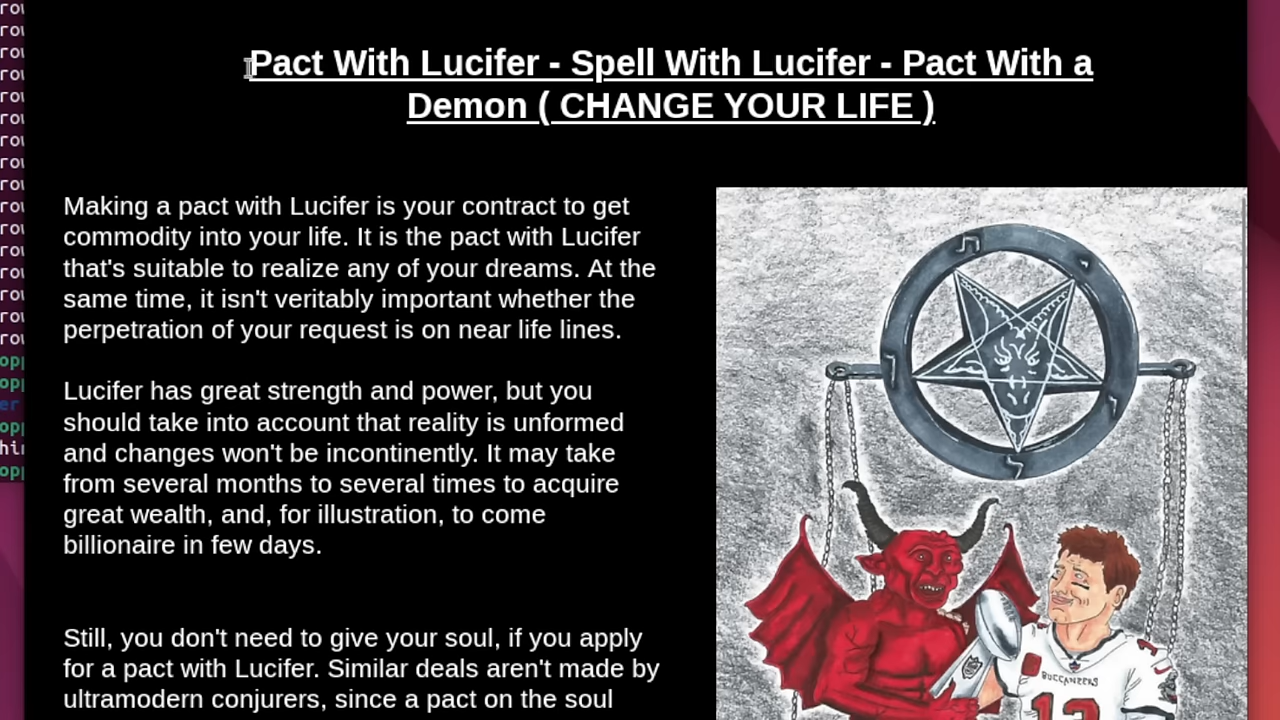 Pact With Lucifer - Spell With Lucifer - Pact With a
Demon ( CHANGE YOUR LIFE )
Making a pact with Lucifer is your contract to get
commodity into your life. It is the pact with Lucifer
that's suitable to realize any of your dreams. At the
same time, it isn't veritably important whether the
perpetration of your request is on near life lines.
Lucifer has great strength and power, but you
should take into account that reality is unformed
and changes won't be incontinently. It may take
from several months to several times to acquire
great wealth, and, for illustration, to come
billionaire in few days.
Still, you don't need to give your soul, if you apply
for a pact with Lucifer. Similar deals aren't made by
ultramodern conjurers, since a pact on the soul
BUCCANEERS
12